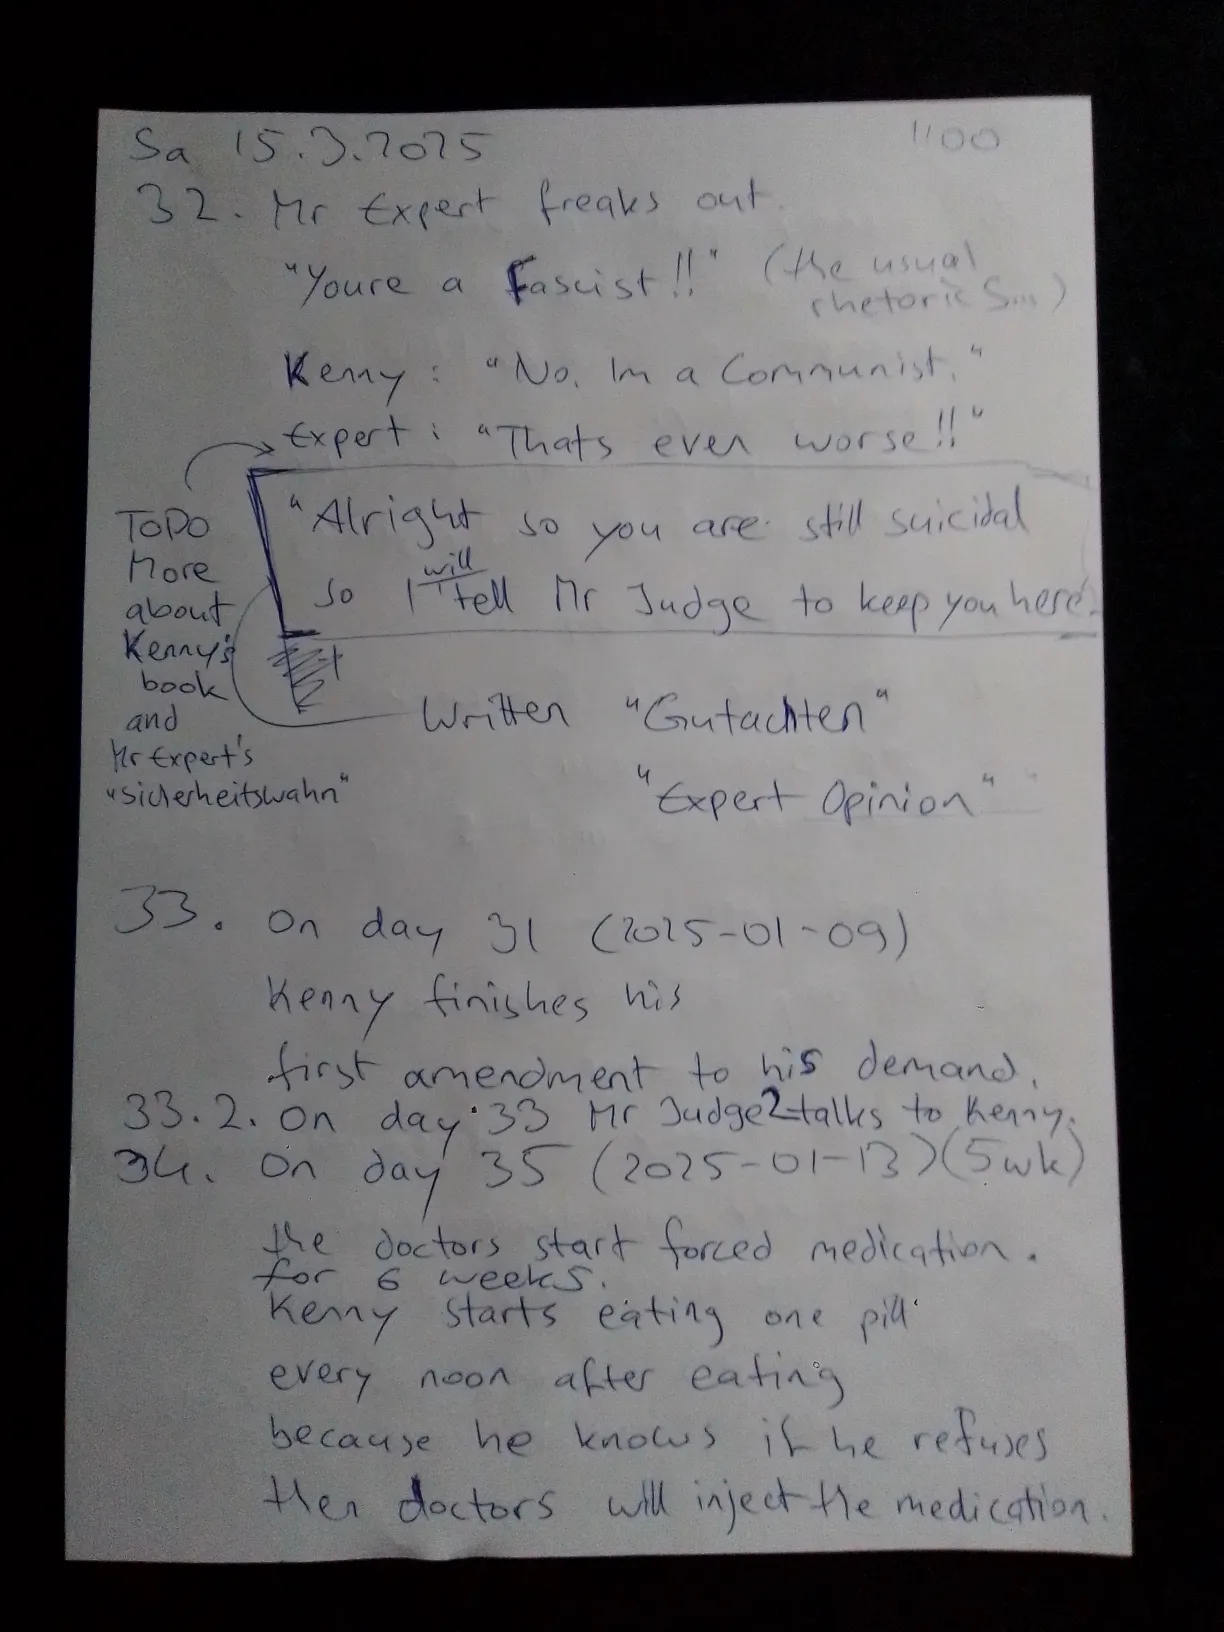 Sa 15.3.2025
1100
32. Mr Expert freaks out.
"Youre a Fascist!!" (the usual
rhetorics...)
Kenny: "No. Im a Communist."
Expert: "Thats even worse!!"
"Alright so you are still suicidal
so I will tell Mr Judge to keep you here.
TODO
More
about
Kenny's
book
and
Mr Expert's
"Sicherheitswahn"
Written "Gutachten"
"Expert Opinion"
33. On day 31 (2025-01-09)
Kenny finishes his
first amendment to his demand.
33.2. On day 33 Mr Judge2 talks to Kenny.
34. On day 35 (2025-01-13) (5wk)
the doctors start forced medication.
for 6 weeks.
Kenny starts eating one pill
every noon after eating
because he knows if he refuses
then doctors will inject the medication.